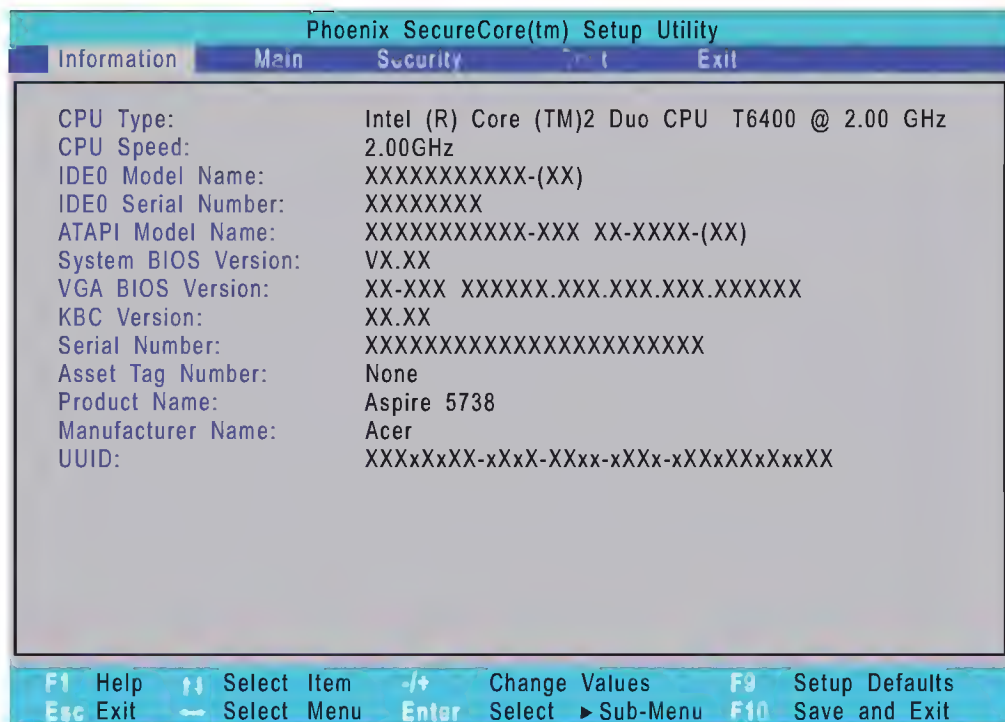 Phoenix SecureCore(tm) Setup Utility
Information Main Security Exit
CPU Type: Intel (R) Core (TM)2 Duo CPU T6400 @ 2.00 GHz
CPU Speed: 2.00GHz
IDE0 Model Name: XXXXXXXXXXX-(XX)
IDE0 Serial Number: XXXXXXXX
ATAPI Model Name: XXXXXXXXXXX-XXX XX-XXXX-(XX)
System BIOS Version: VX.XX
VGA BIOS Version: XX-XXX XXXXXX.XXX.XXX.XXX.XXXXXX
KBC Version: XX.XX
Serial Number: XXXXXXXXXXXXXXXXXXXXXXX
Asset Tag Number: None
Product Name: Aspire 5738
Manufacturer Name: Acer
UUID: XXXxXxXX-xXxX-XXxx-xXXx-xXXxXXxXxxXX
F1 Help ↑↓ Select Item -/+ Change Values F9 Setup Defaults
Esc Exit ↔ Select Menu Enter Select ►Sub-Menu F10 Save and Exit